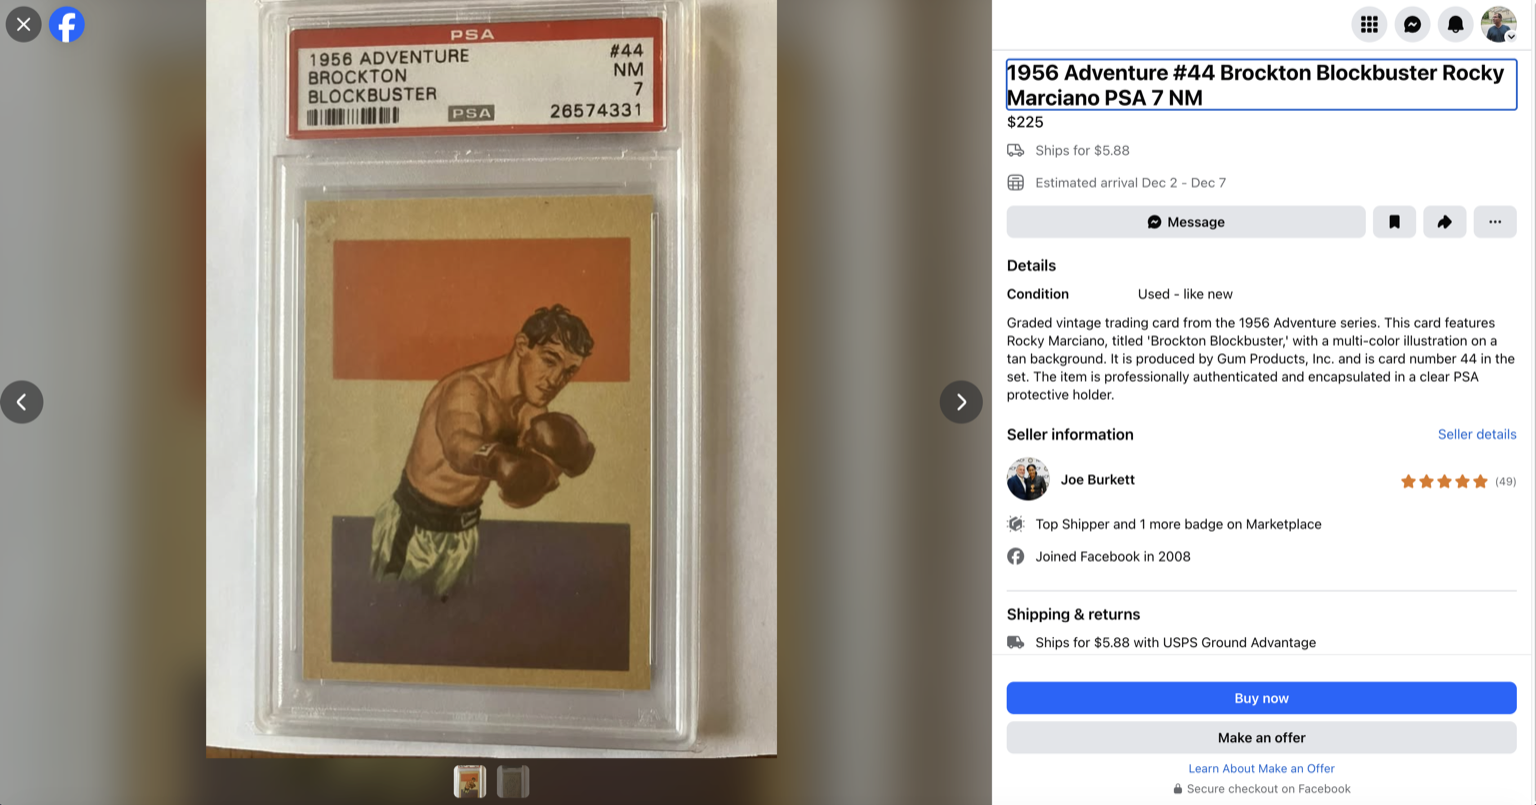 PSA
1956 ADVENTURE #44
BROCKTON NM
BLOCKBUSTER 7
PSA 26574331
1956 Adventure #44 Brockton Blockbuster Rocky
Marciano PSA 7 NM
$225
Ships for $5.88
Estimated arrival Dec 2 - Dec 7
Message
Details
Condition Used - like new
Graded vintage trading card from the 1956 Adventure series. This card features
Rocky Marciano, titled 'Brockton Blockbuster,' with a multi-color illustration on a
tan background. It is produced by Gum Products, Inc. and is card number 44 in the
set. The item is professionally authenticated and encapsulated in a clear PSA
protective holder.
Seller information Seller details
Joe Burkett (49)
Top Shipper and 1 more badge on Marketplace
Joined Facebook in 2008
Shipping & returns
Ships for $5.88 with USPS Ground Advantage
Buy now
Make an offer
Learn About Make an Offer
Secure checkout on Facebook